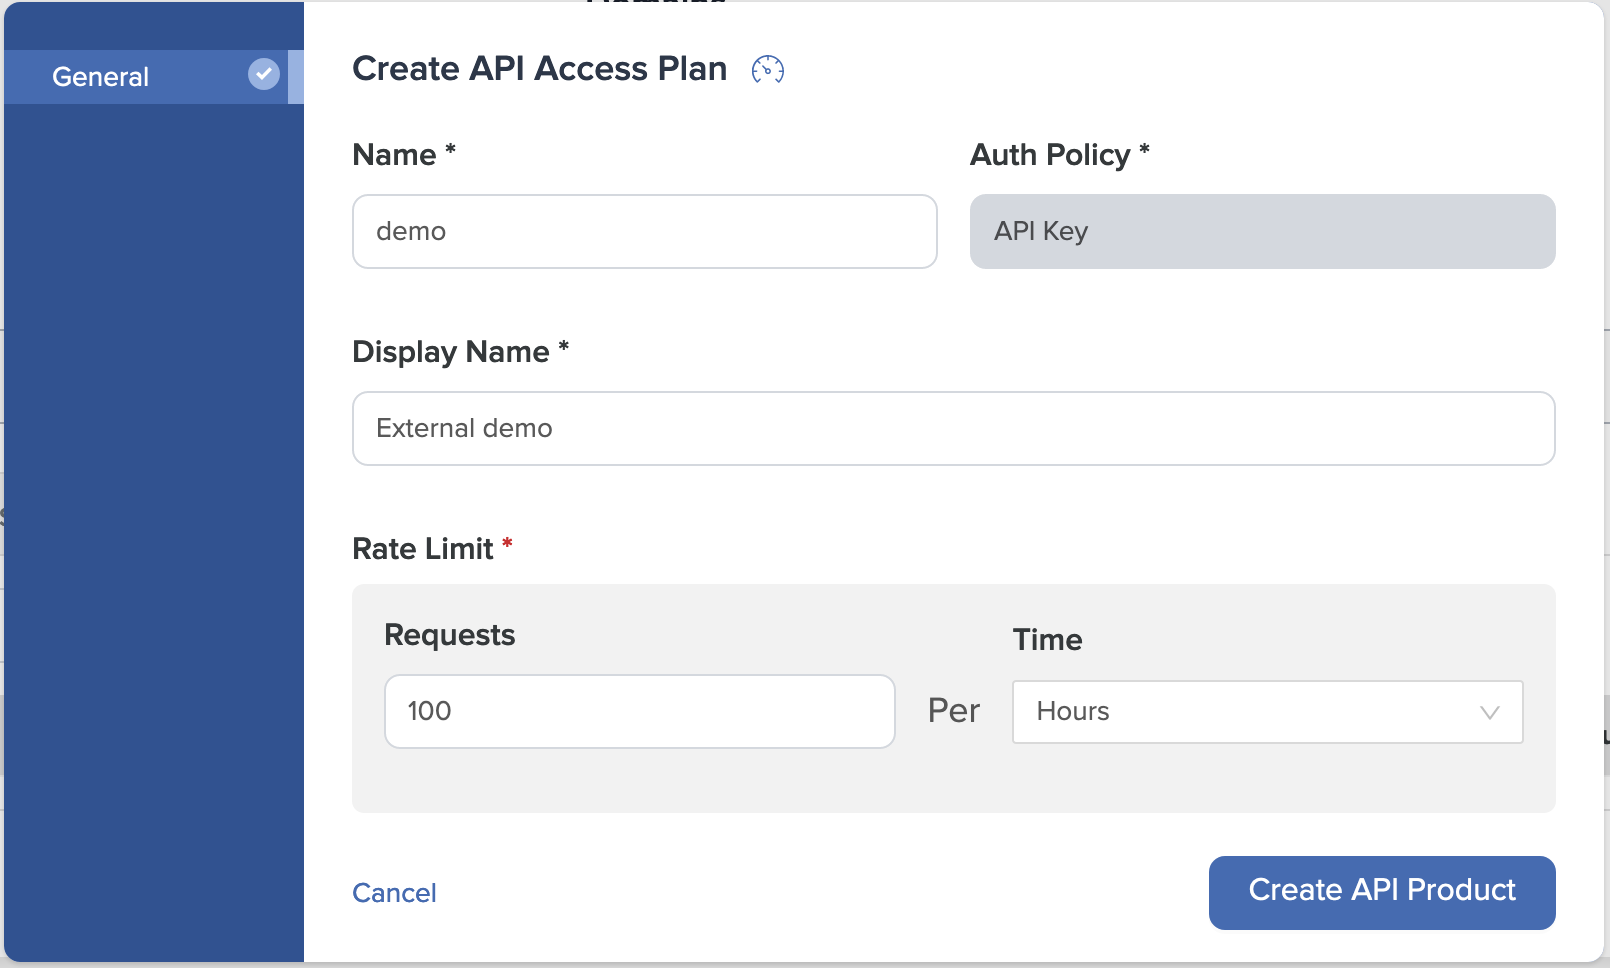 General
Create API Access Plan
Name *
Auth Policy *
demo
API Key
Display Name *
External demo
Rate Limit *
Requests
Time
100
Per
Hours
Cancel
Create API Product